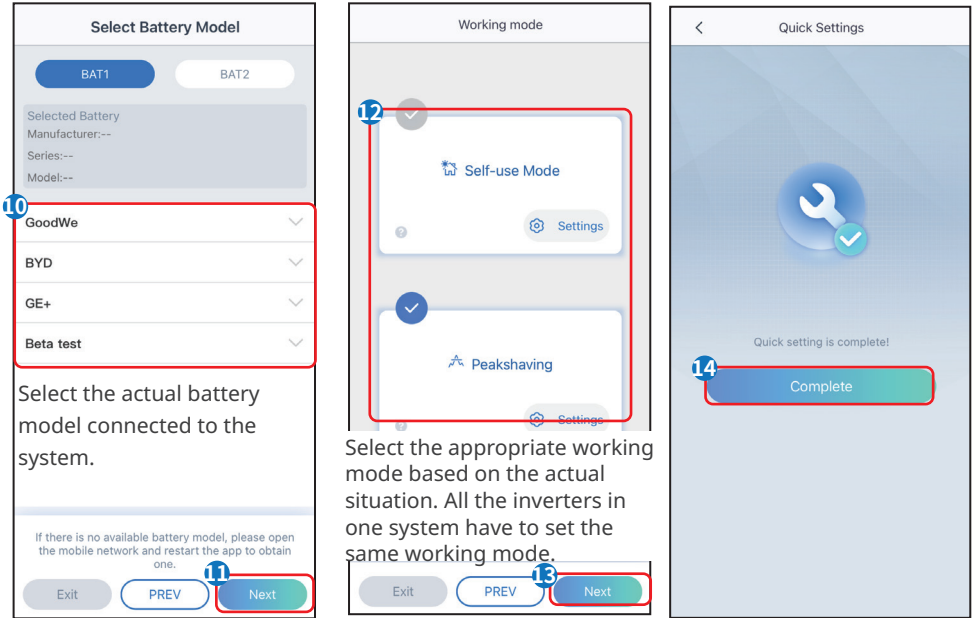 Select Battery Model
BAT1
BAT2
Selected Battery
Manufacturer:--
Series:--
Model:--
10
GoodWe
BYD
GE+
Beta test
Select the actual battery
model connected to the
system.
If there is no available battery model, please open
the mobile network and restart the app to obtain
one.
11
Exit
PREV
Next
Working mode
12
Self-use Mode
?
Settings
Peakshaving
?
Settings
Select the appropriate working
mode based on the actual
situation. All the inverters in
one system have to set the
same working mode.
13
Exit
PREV
Next
Quick Settings
Quick setting is complete!
14
Complete